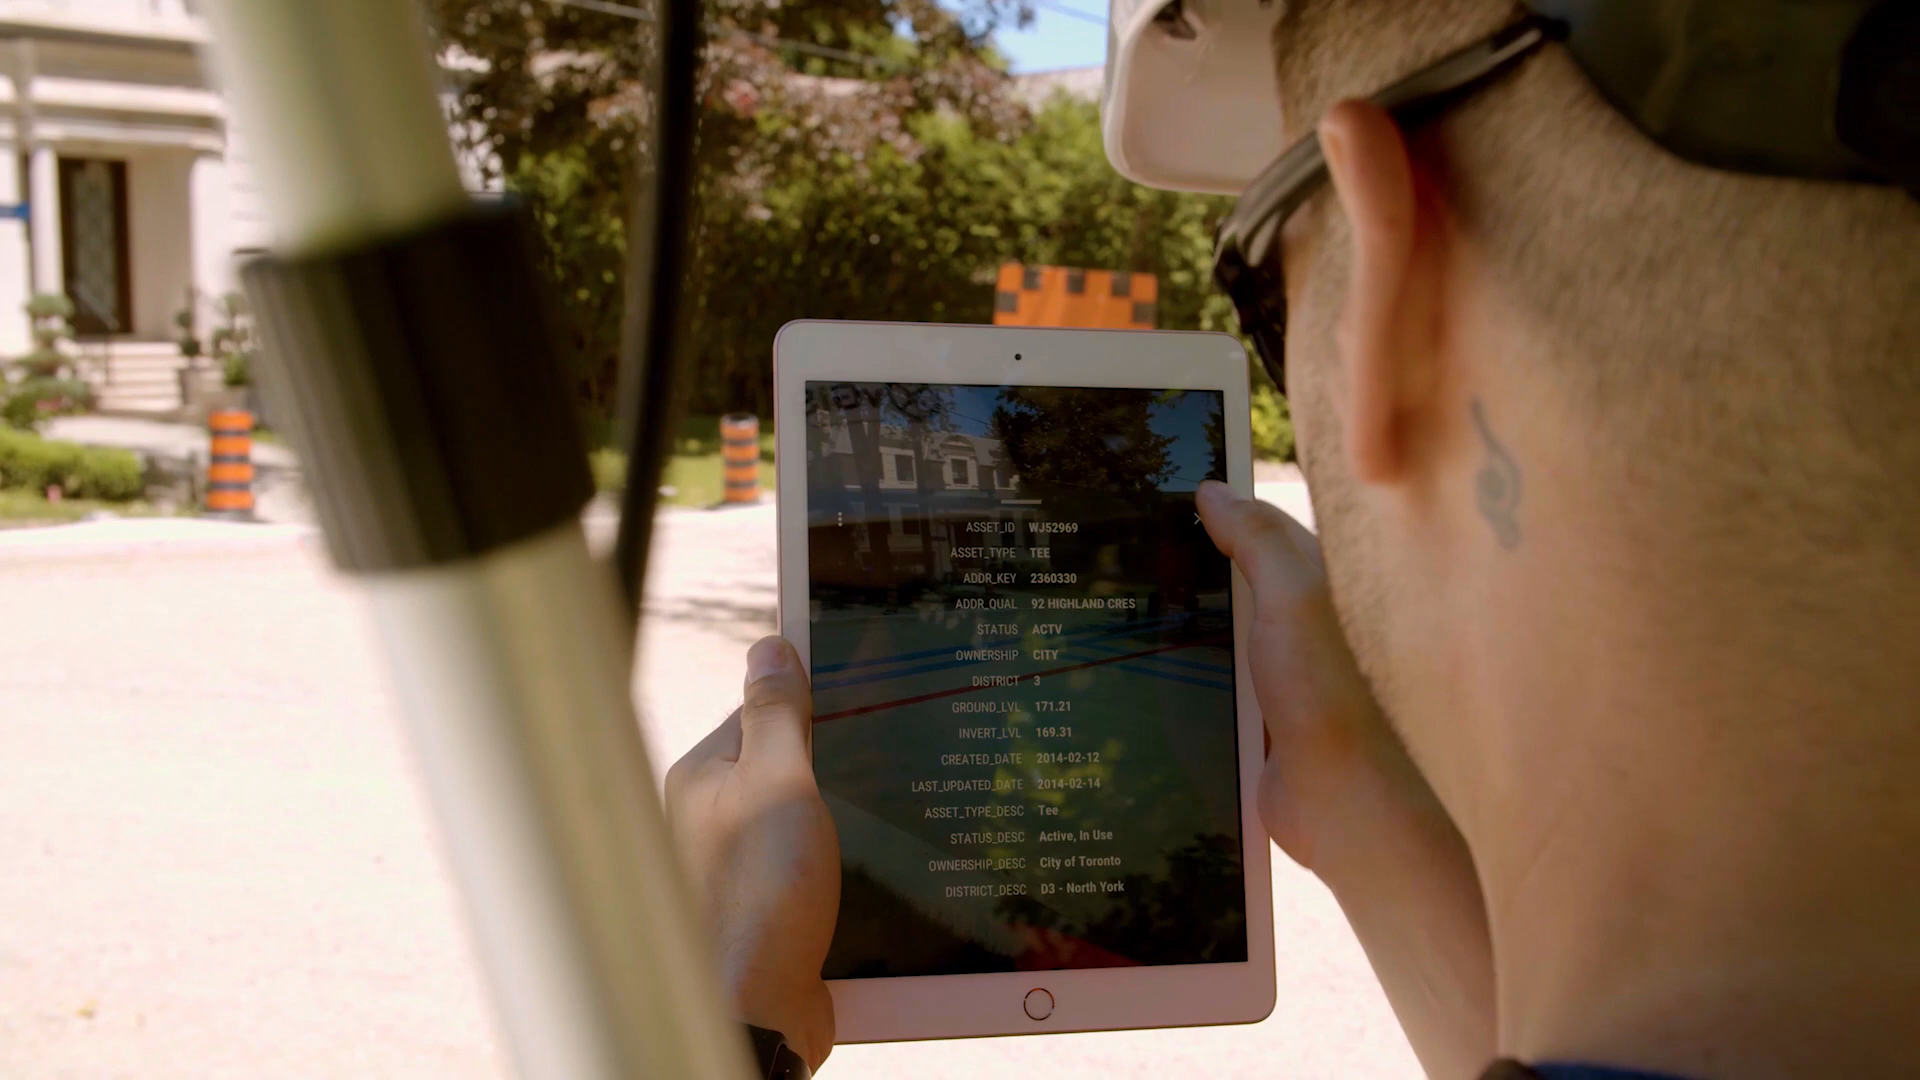 ASSET_ID WJ52969
ASSET_TYPE TEE
ADDR_KEY 2360330
ADDR_QUAL 92 HIGHLAND CRES
STATUS ACTV
OWNERSHIP CITY
DISTRICT 3
GROUND_LVL 171.21
INVERT_LVL 169.31
CREATED_DATE 2014-02-12
LAST_UPDATED_DATE 2014-02-14
ASSET_TYPE_DESC Tee
STATUS_DESC Active, In Use
OWNERSHIP_DESC City of Toronto
DISTRICT_DESC D3 - North York